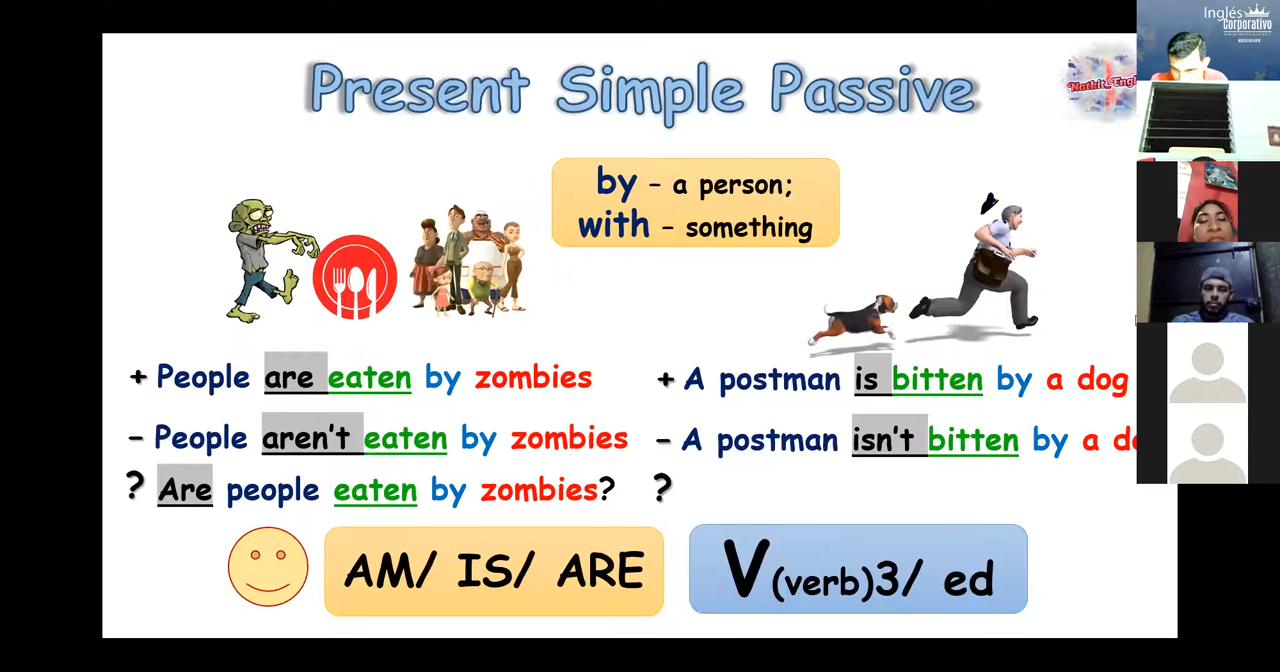 Present Simple Passive
by – a person;
with – something
+ People are eaten by zombies
– People aren't eaten by zombies
? Are people eaten by zombies?
+ A postman is bitten by a dog
– A postman isn't bitten by a
?
AM/ IS/ ARE
V(verb)3/ ed
Inglés
Corporativo
BEGINNER